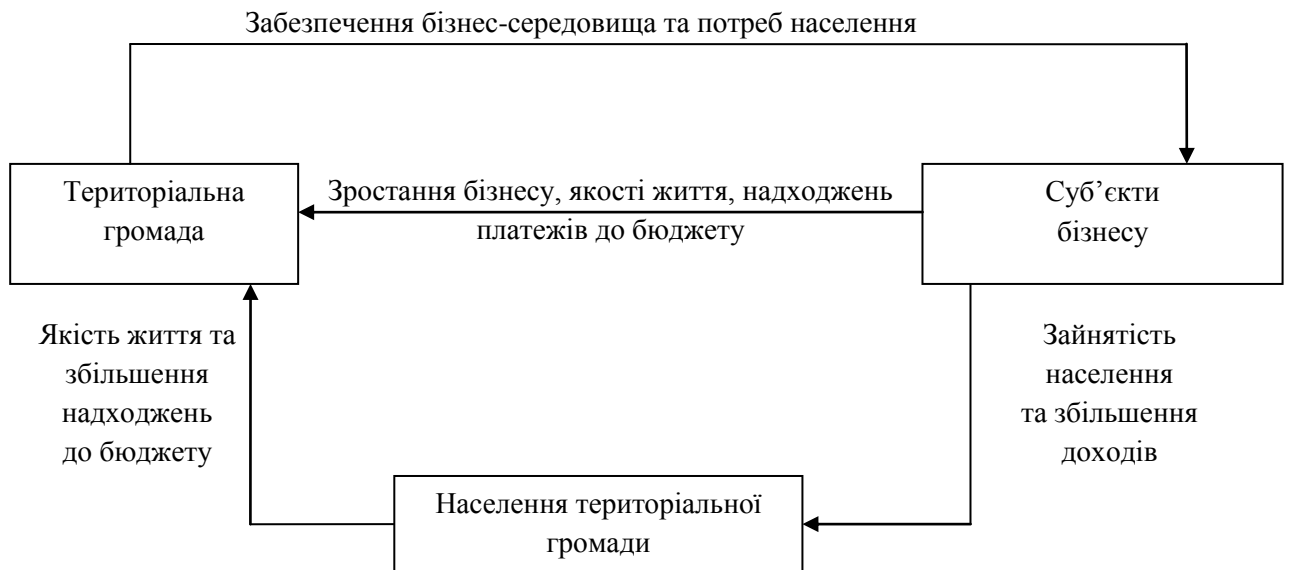 Забезпечення бізнес-середовища та потреб населення
Територіальна
громада
Зростання бізнесу, якості життя, надходжень
платежів до бюджету
Суб’єкти
бізнесу
Якість життя та
збільшення
надходжень
до бюджету
Зайнятість
населення
та збільшення
доходів
Населення територіальної
громади